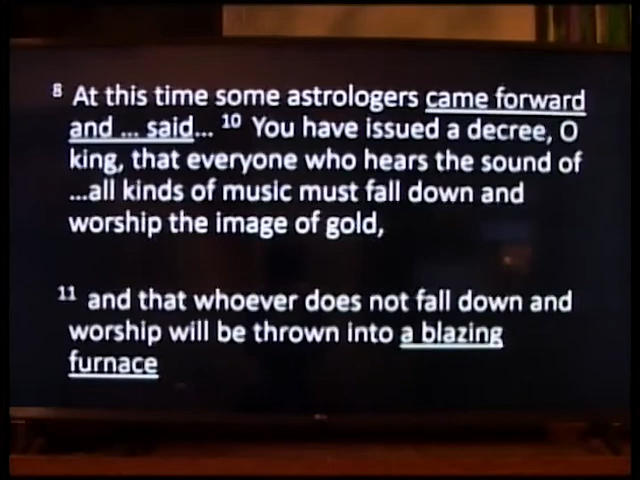 8 At this time some astrologers came forward
and ... said... 10 You have issued a decree, O
king, that everyone who hears the sound of
...all kinds of music must fall down and
worship the image of gold,
11 and that whoever does not fall down and
worship will be thrown into a blazing
furnace